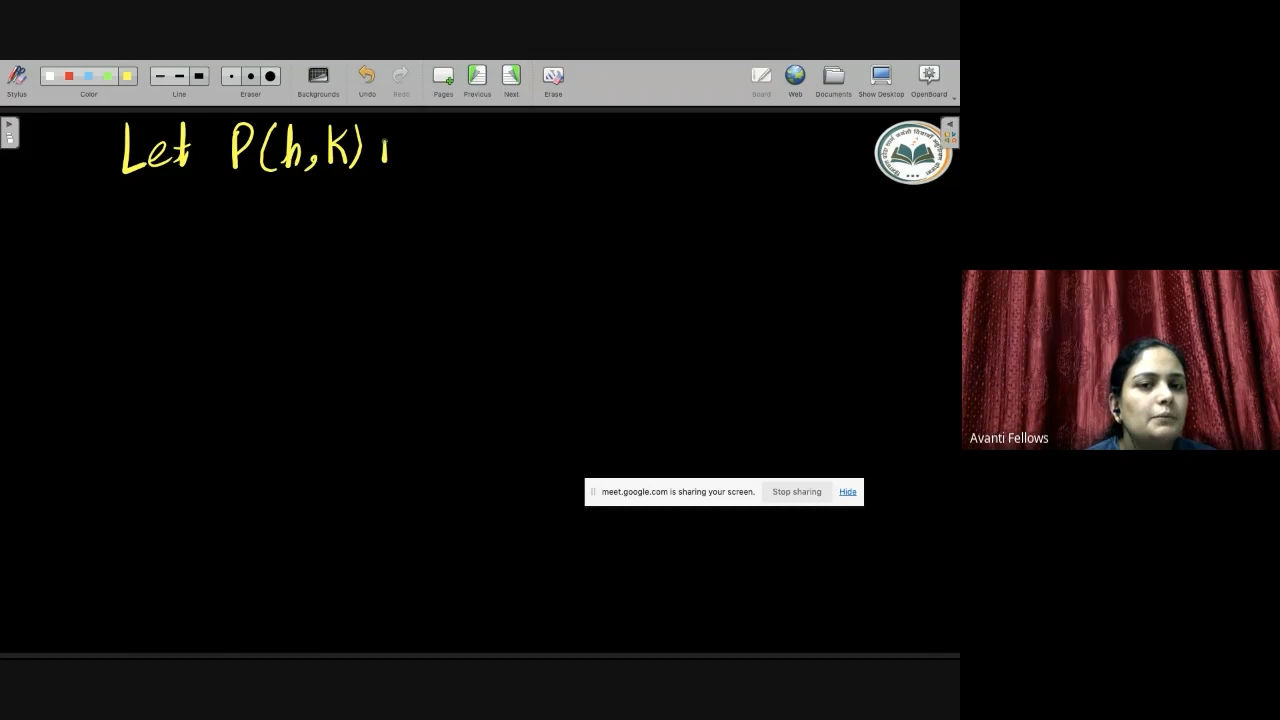 Stylus Color Line Eraser Backgrounds Undo Redo Pages Previous Next Erase Board Web Documents Show Desktop OpenBoard
Let P(h,K) I
Avanti Fellows
meet.google.com is sharing your screen. Stop sharing Hide